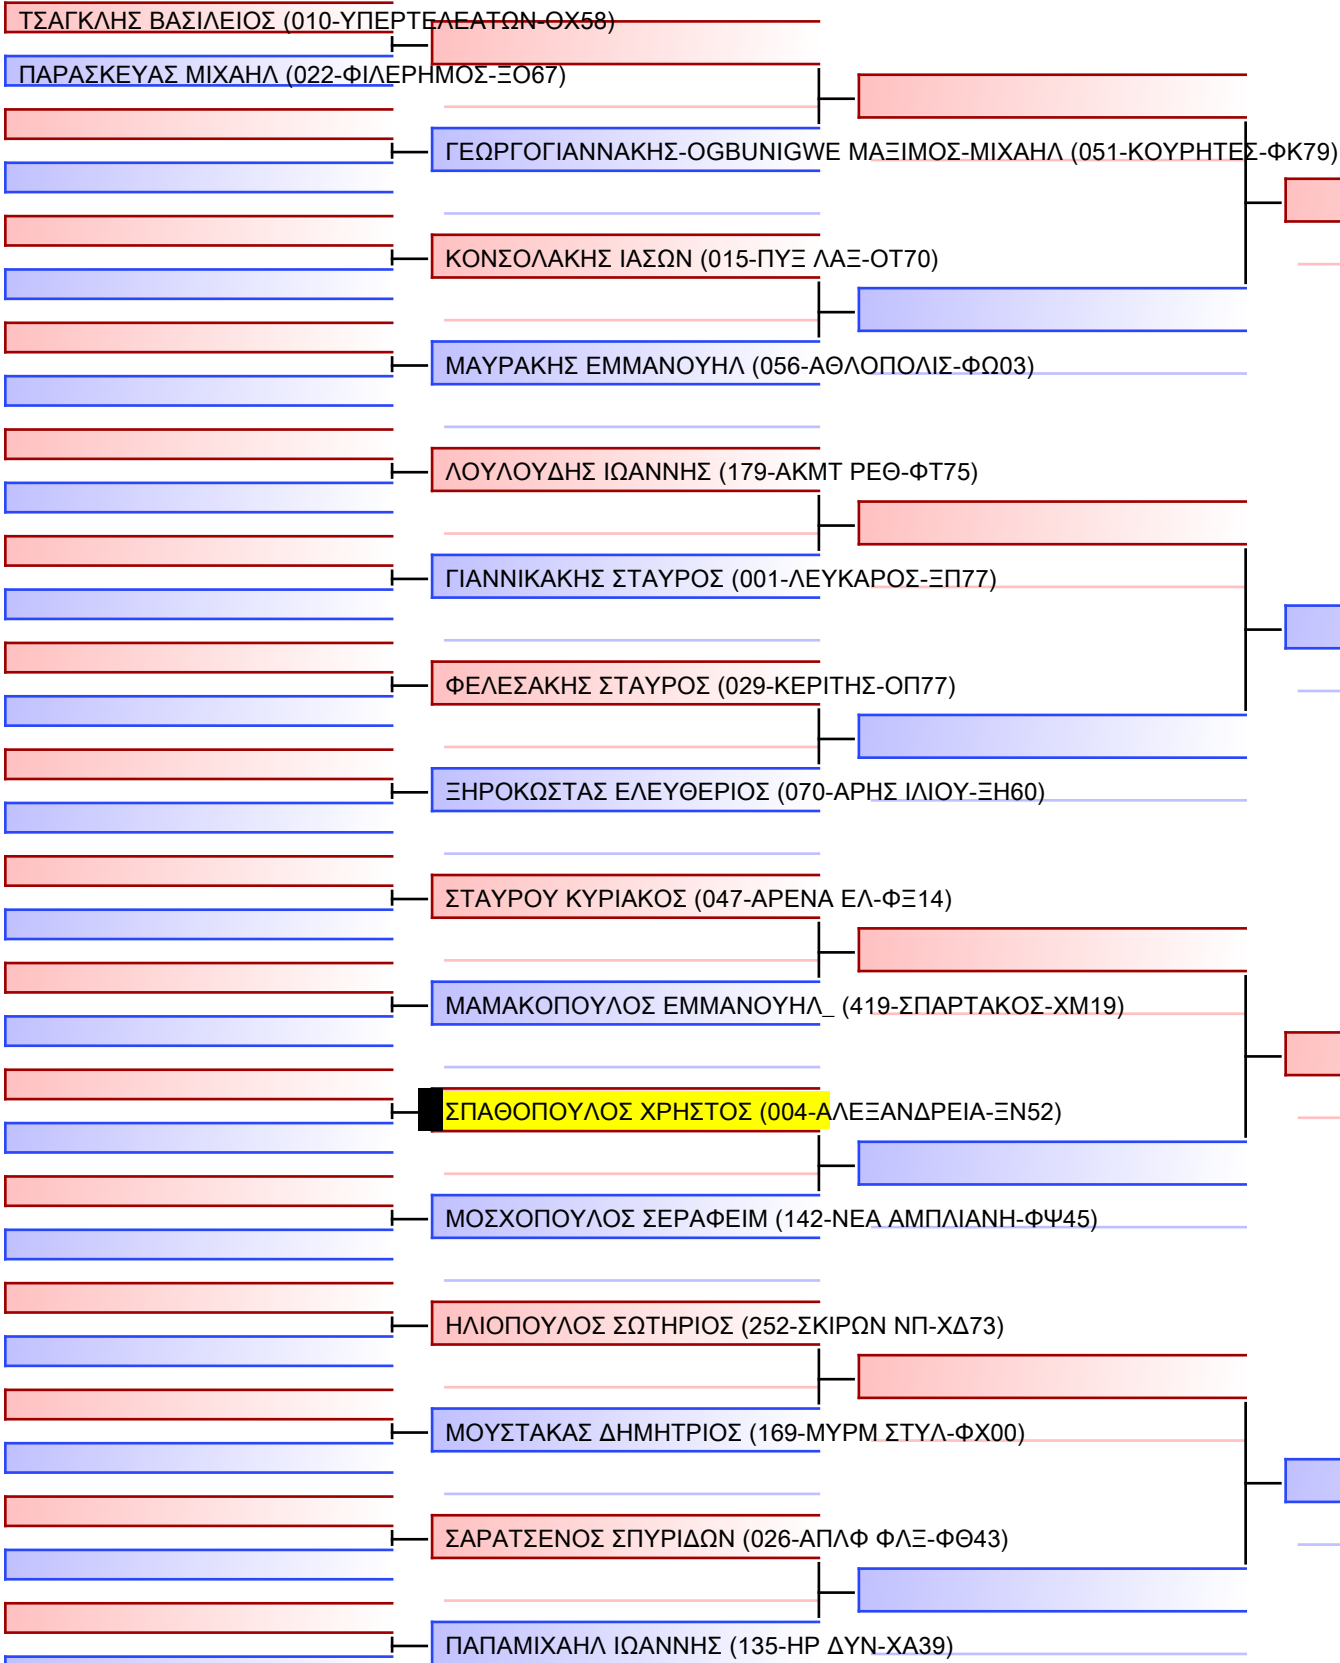 ΤΣΑΓΚΛΗΣ ΒΑΣΙΛΕΙΟΣ (010-ΥΠΕΡΤΕΛΕΑΤΩΝ-ΟΧ58)
ΠΑΡΑΣΚΕΥΑΣ ΜΙΧΑΗΛ (022-ΦΙΛΕΡΗΜΟΣ-ΞΟ67)
ΓΕΩΡΓΟΓΙΑΝΝΑΚΗΣ-OGBUNIGWE ΜΑΞΙΜΟΣ-ΜΙΧΑΗΛ (051-ΚΟΥΡΗΤΕΣ-ΦΚ79)
ΚΟΝΣΟΛΑΚΗΣ ΙΑΣΩΝ (015-ΠΥΞ ΛΑΞ-ΟΤ70)
ΜΑΥΡΑΚΗΣ ΕΜΜΑΝΟΥΗΛ (056-ΑΘΛΟΠΟΛΙΣ-ΦΩ03)
ΛΟΥΛΟΥΔΗΣ ΙΩΑΝΝΗΣ (179-ΑΚΜΤ ΡΕΘ-ΦΤ75)
ΓΙΑΝΝΙΚΑΚΗΣ ΣΤΑΥΡΟΣ (001-ΛΕΥΚΑΡΟΣ-ΞΠ77)
ΦΕΛΕΣΑΚΗΣ ΣΤΑΥΡΟΣ (029-ΚΕΡΙΤΗΣ-ΟΠ77)
ΞΗΡΟΚΩΣΤΑΣ ΕΛΕΥΘΕΡΙΟΣ (070-ΑΡΗΣ ΙΛΙΟΥ-ΞΗ60)
ΣΤΑΥΡΟΥ ΚΥΡΙΑΚΟΣ (047-ΑΡΕΝΑ ΕΛ-ΦΞ14)
ΜΑΜΑΚΟΠΟΥΛΟΣ ΕΜΜΑΝΟΥΗΛ_ (419-ΣΠΑΡΤΑΚΟΣ-ΧΜ19)
ΣΠΑΘΟΠΟΥΛΟΣ ΧΡΗΣΤΟΣ (004-ΑΛΕΞΑΝΔΡΕΙΑ-ΞΝ52)
ΜΟΣΧΟΠΟΥΛΟΣ ΣΕΡΑΦΕΙΜ (142-ΝΕΑ ΑΜΠΛΙΑΝΗ-ΦΨ45)
ΗΛΙΟΠΟΥΛΟΣ ΣΩΤΗΡΙΟΣ (252-ΣΚΙΡΩΝ ΝΠ-ΧΔ73)
ΜΟΥΣΤΑΚΑΣ ΔΗΜΗΤΡΙΟΣ (169-ΜΥΡΜ ΣΤΥΛ-ΦΧ00)
ΣΑΡΑΤΣΕΝΟΣ ΣΠΥΡΙΔΩΝ (026-ΑΠΛΦ ΦΛΞ-ΦΘ43)
ΠΑΠΑΜΙΧΑΗΛ ΙΩΑΝΝΗΣ (135-ΗΡ ΔΥΝ-ΧΑ39)